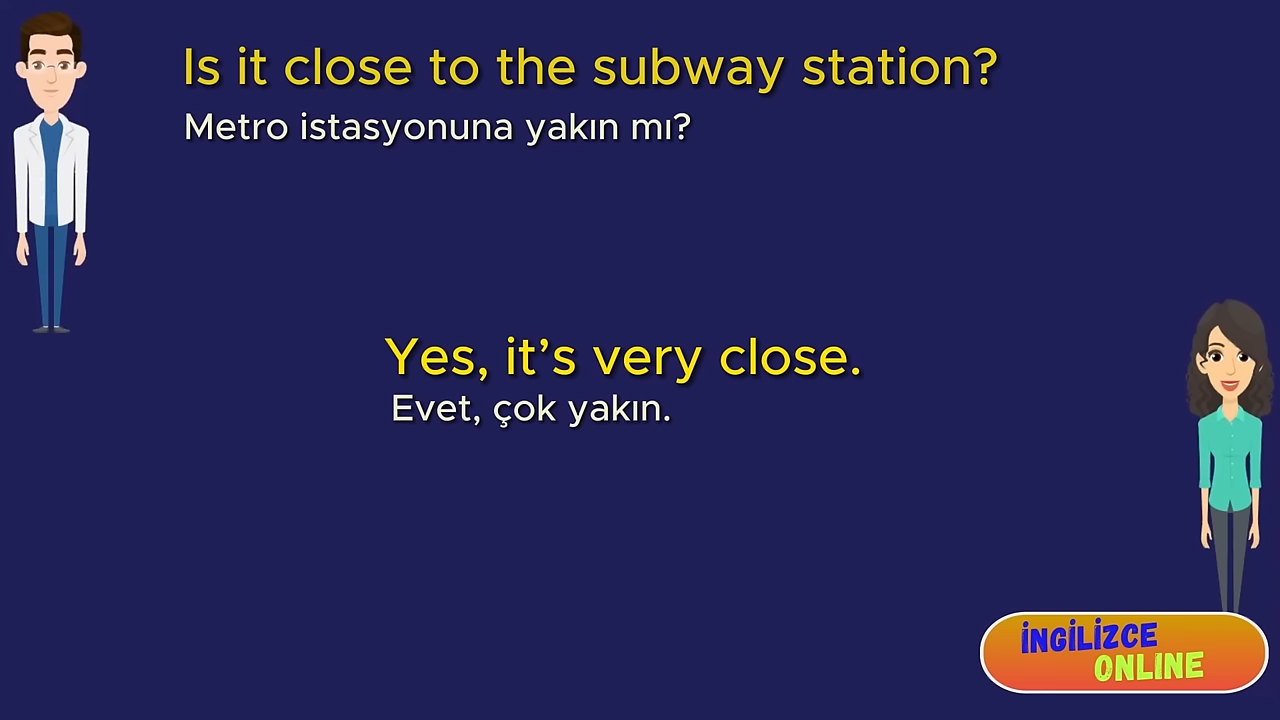 Is it close to the subway station?
Metro istasyonuna yakın mı?
Yes, it’s very close.
Evet, çok yakın.
İNGİLİZCE
ONLINE